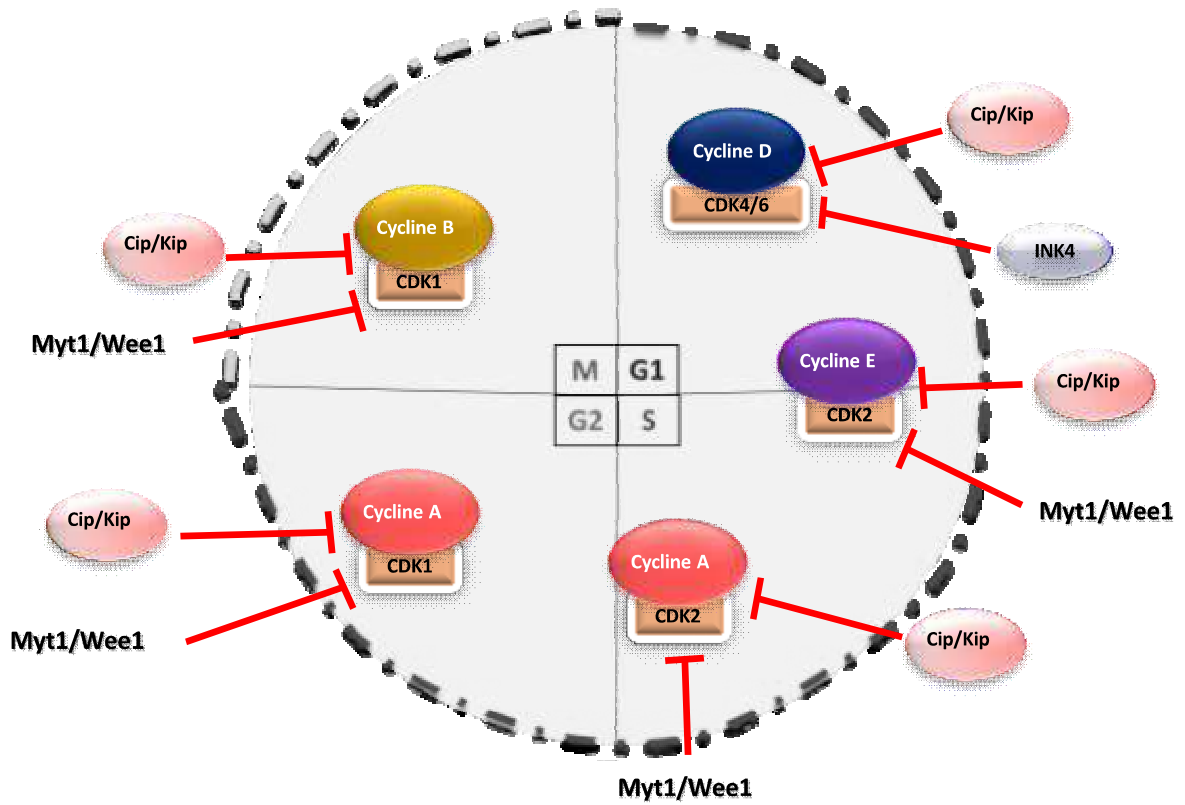 Cip/Kip
Cycline D
CDK4/6
INK4
Cycline B
CDK1
Cip/Kip
Myt1/Wee1
M
G1
G2
S
Cycline E
CDK2
Cip/Kip
Myt1/Wee1
Cycline A
CDK1
Cip/Kip
Myt1/Wee1
Cycline A
CDK2
Cip/Kip
Myt1/Wee1